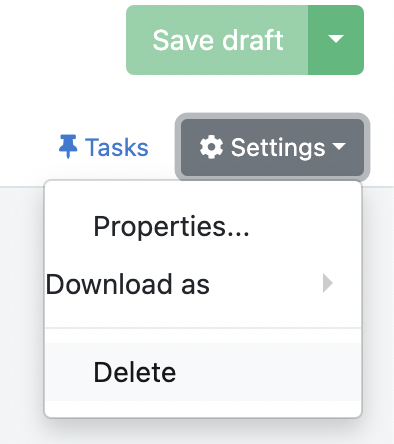 Save draft
Tasks
Settings
Properties...
Download as
Delete